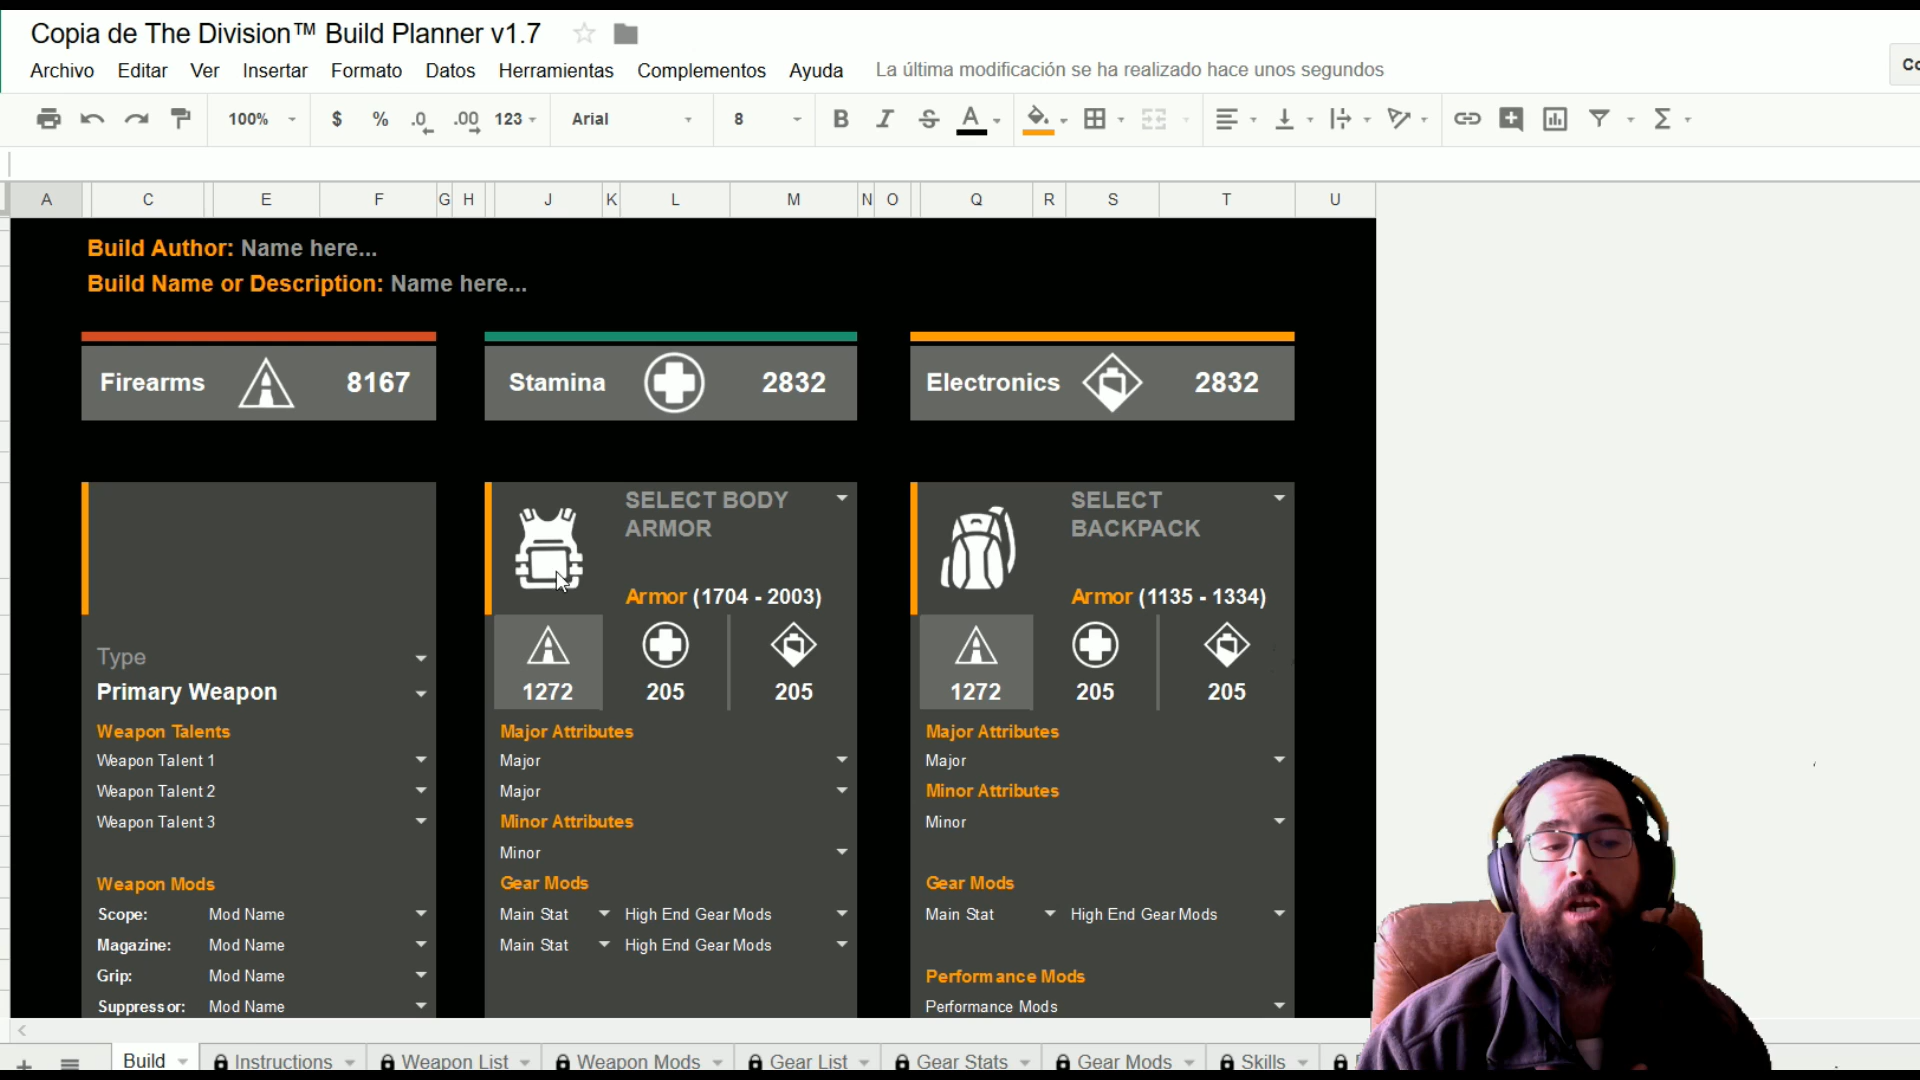 Copia de The Division™ Build Planner v1.7
Archivo Editar Ver Insertar Formato Datos Herramientas Complementos Ayuda La última modificación se ha realizado hace unos segundos
100% $ % .0 .00 123 Arial 8 B I S A Σ
A C E F G H J K L M N O Q R S T U
Build Author: Name here...
Build Name or Description: Name here...
Firearms 8167 Stamina 2832 Electronics 2832
SELECT BODY ARMOR
Armor (1704 - 2003)
SELECT BACKPACK
Armor (1135 - 1334)
Type
Primary Weapon
Weapon Talents
Weapon Talent 1
Weapon Talent 2
Weapon Talent 3
Weapon Mods
Scope: Mod Name
Magazine: Mod Name
Grip: Mod Name
Suppressor: Mod Name
1272 205 205
Major Attributes
Major
Major
Minor Attributes
Minor
Gear Mods
Main Stat High End Gear Mods
Main Stat High End Gear Mods
1272 205 205
Major Attributes
Major
Minor Attributes
Minor
Gear Mods
Main Stat High End Gear Mods
Performance Mods
Performance Mods
Build Instructions Weapon List Weapon Mods Gear List Gear Stats Gear Mods Skills